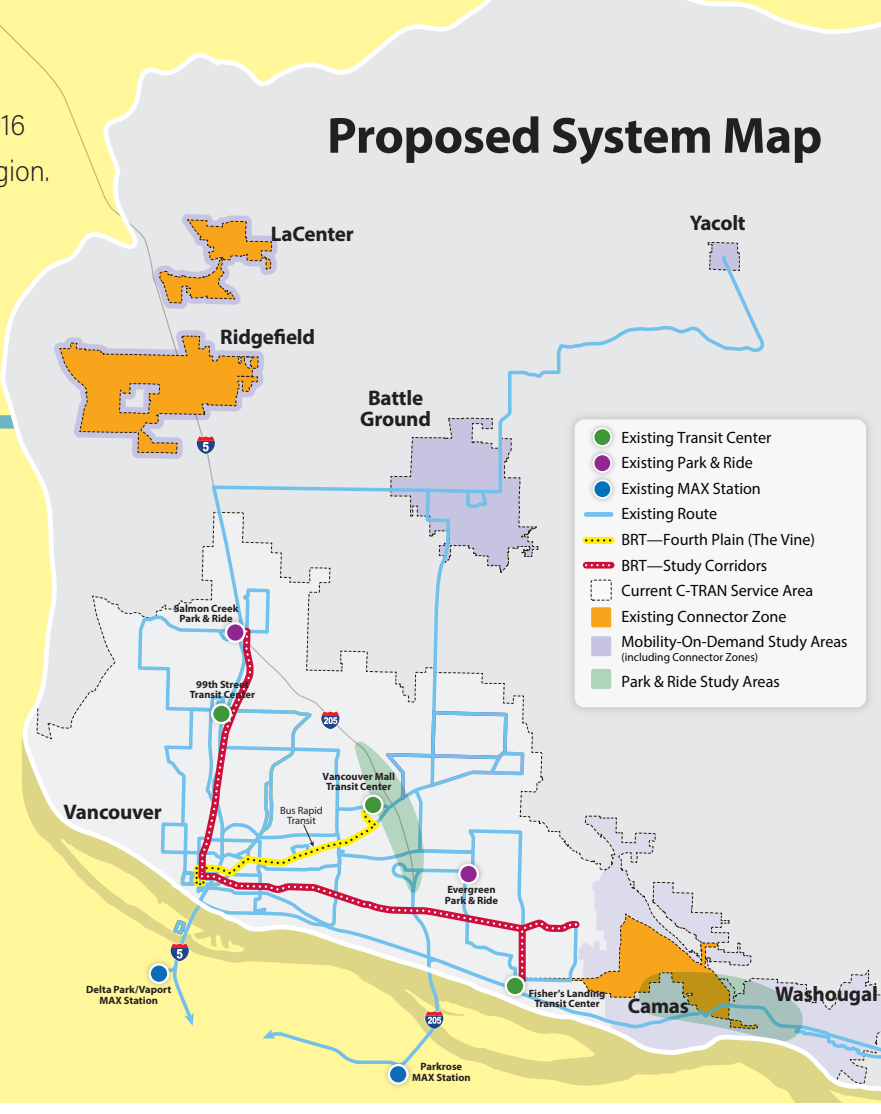 16
gion.
Proposed System Map
LaCenter
Yacolt
Ridgefield
Battle
Ground
5
Existing Transit Center
Existing Park & Ride
Existing MAX Station
Existing Route
BRT—Fourth Plain (The Vine)
BRT—Study Corridors
Current C-TRAN Service Area
Existing Connector Zone
Mobility-On-Demand Study Areas
(including Connector Zones)
Park & Ride Study Areas
Salmon Creek
Park & Ride
99th Street
Transit Center
205
Vancouver Mall
Transit Center
Vancouver
Bus Rapid
Transit
Evergreen
Park & Ride
5
Delta Park/Vaport
MAX Station
Fisher's Landing
Transit Center
Camas
Washougal
205
Parkrose
MAX Station